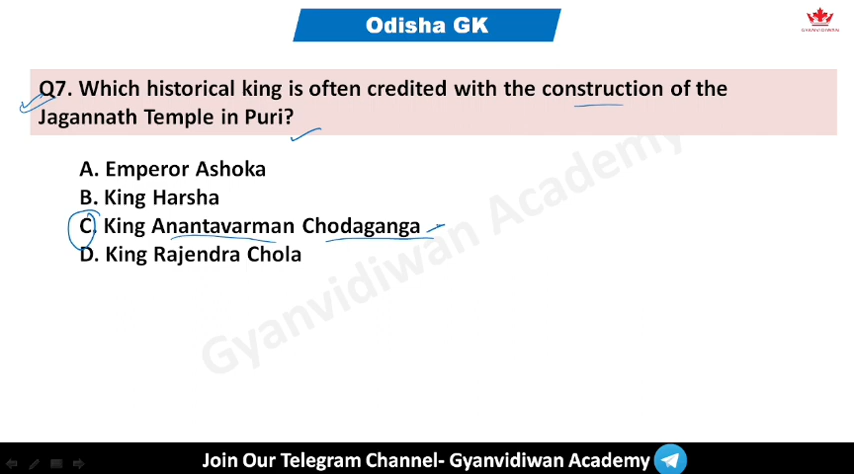 Odisha GK
GYANVIDIWAN
Q7. Which historical king is often credited with the construction of the
Jagannath Temple in Puri?
A. Emperor Ashoka
B. King Harsha
C. King Anantavarman Chodaganga
D. King Rajendra Chola
Gyanvidiwan Academy
Join Our Telegram Channel- Gyanvidiwan Academy